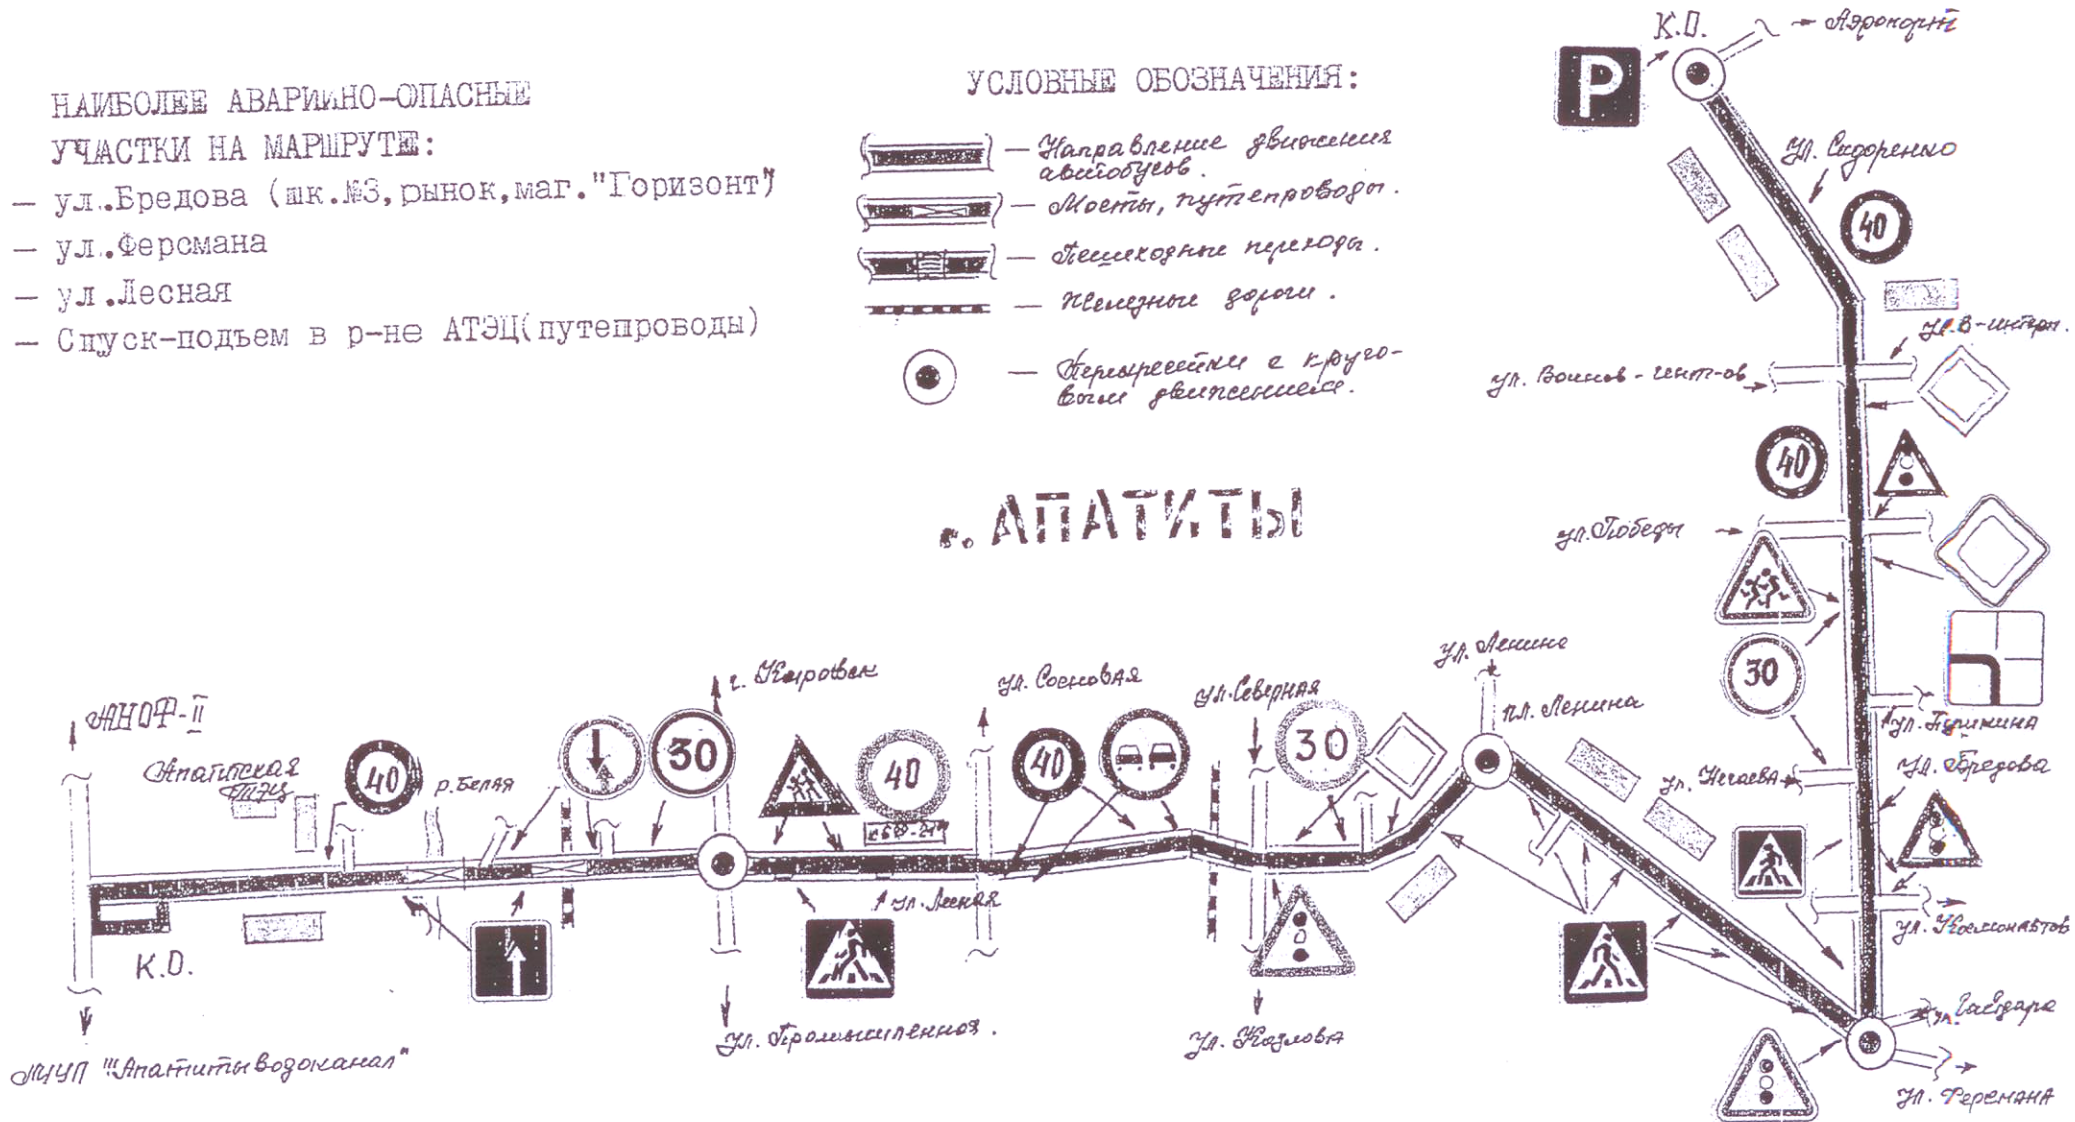 НАИБОЛЕЕ АВАРИЙНО-ОПАСНЫЕ
УЧАСТКИ НА МАРШРУТЕ:
— ул..Бредова (шк.№3,рынок,маг."Горизонт")
— ул..Ферсмана
— ул.Лесная
— Спуск-подъем в р-не АТЭЦ(путепроводы)
УСЛОВНЫЕ ОБОЗНАЧЕНИЯ:
— Направление движения
автобусов.
— Мосты, путепроводы.
— Пешеходные переходы.
— Железные дороги.
— Перекрестки с круго-
вым движением.
г. АПАТИТЫ
К.О.
Аэропорт
P
ул. Сидоренко
40
ул. В-интерн.
ул. Воинов-инт-ов
40
ул. Победы
30
ул. Пушкина
ул. Нечаева
ул. Бредова
ул. Космонавтов
ул. Гайдара
ул. Ферсмана
ул. Ленина
пл. Ленина
ул. Северная
30
ул. Козлова
ул. Сосновая
40
40
ул. Лесная
г. Кировск
30
ул. Промышленная.
р. Белая
40
Апатитская
ТЭЦ
АНОФ-II
К.О.
МУП "Апатитыводоканал"